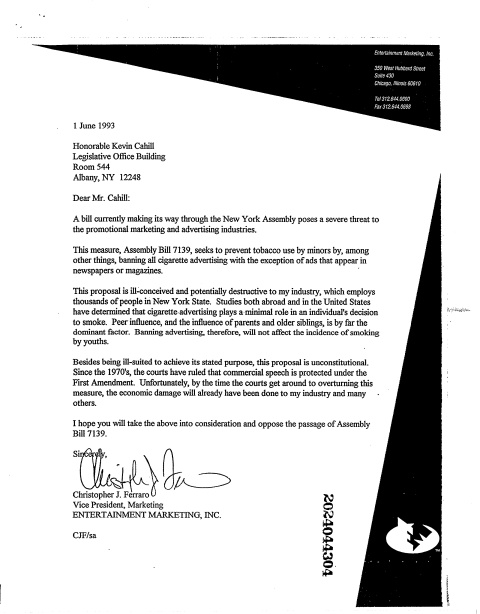 Entertainment Marketing, Inc.
350 West Hubbard Street
Suite 430
Chicago, Illinois 60610
Tel 312.644.0600
Fax 312.644.0698
1 June 1993
Honorable Kevin Cahill
Legislative Office Building
Room 544
Albany, NY 12248
Dear Mr. Cahill:
A bill currently making its way through the New York Assembly poses a severe threat to
the promotional marketing and advertising industries.
This measure, Assembly Bill 7139, seeks to prevent tobacco use by minors by, among
other things, banning all cigarette advertising with the exception of ads that appear in
newspapers or magazines.
This proposal is ill-conceived and potentially destructive to my industry, which employs
thousands of people in New York State. Studies both abroad and in the United States
have determined that cigarette advertising plays a minimal role in an individual's decision
to smoke. Peer influence, and the influence of parents and older siblings, is by far the
dominant factor. Banning advertising, therefore, will not affect the incidence of smoking
by youths.
Besides being ill-suited to achieve its stated purpose, this proposal is unconstitutional.
Since the 1970's, the courts have ruled that commercial speech is protected under the
First Amendment. Unfortunately, by the time the courts get around to overturning this
measure, the economic damage will already have been done to my industry and many
others.
I hope you will take the above into consideration and oppose the passage of Assembly
Bill 7139.
Sincerely,
Christopher J. Ferraro
Vice President, Marketing
ENTERTAINMENT MARKETING, INC.
CJF/sa
2024044304